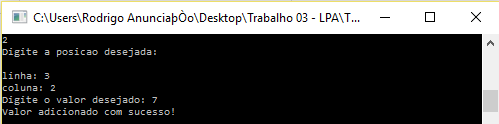 C:\Users\Rodrigo AnunciaþÒo\Desktop\Trabalho 03 - LPA\T...
2
Digite a posicao desejada:
linha: 3
coluna: 2
Digite o valor desejado: 7
Valor adicionado com sucesso!